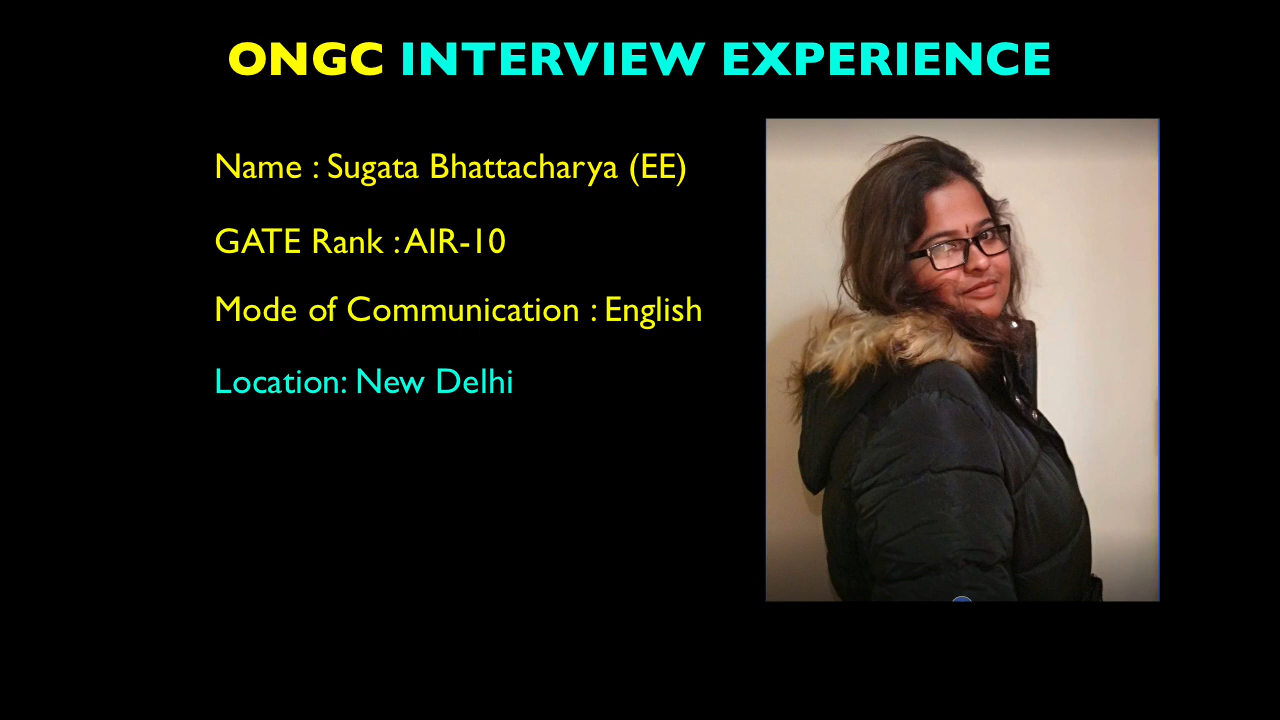 ONGC INTERVIEW EXPERIENCE
Name : Sugata Bhattacharya (EE)
GATE Rank : AIR-10
Mode of Communication : English
Location: New Delhi